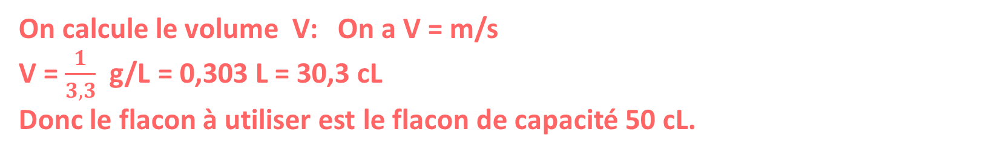 On calcule le volume V: On a V = m/s
V = 1/3,3 g/L = 0,303 L = 30,3 cL
Donc le flacon à utiliser est le flacon de capacité 50 cL.